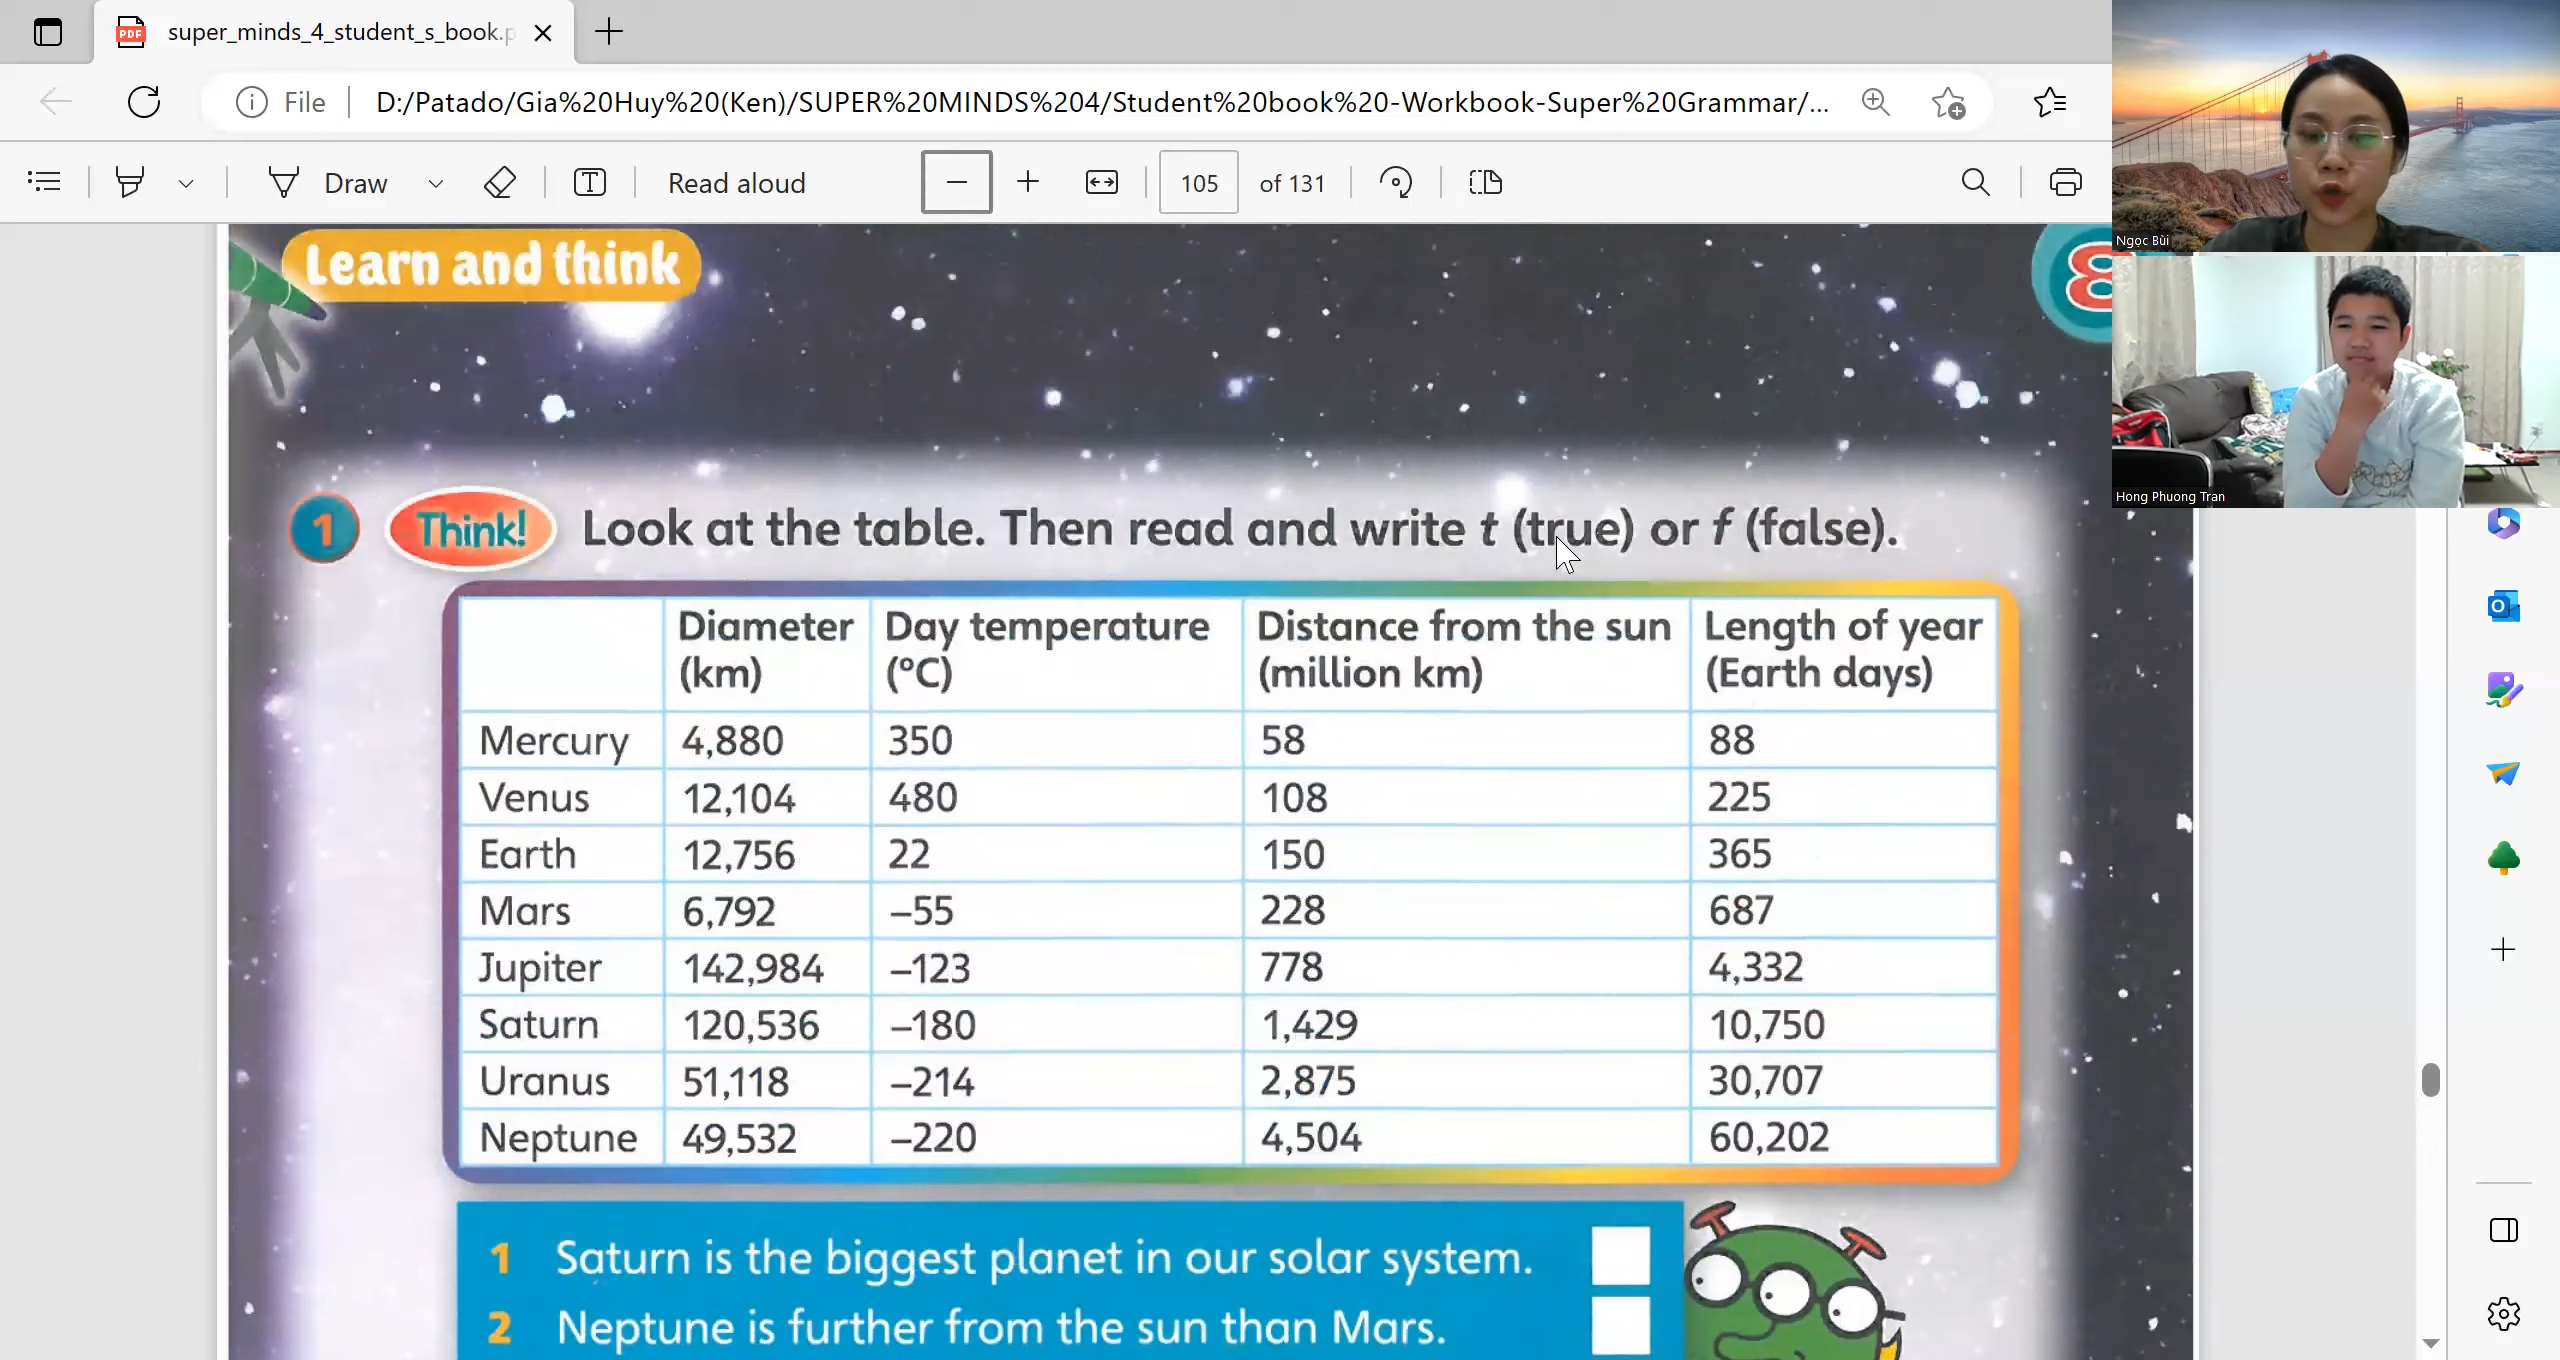 super_minds_4_student_s_book.p
File
D:/Patado/Gia%20Huy%20(Ken)/SUPER%20MINDS%204/Student%20book%20-Workbook-Super%20Grammar/...
Draw
Read aloud
105 of 131
Ngọc Bùi
Hong Phuong Tran
Learn and think
8
1 Think! Look at the table. Then read and write t (true) or f (false).
Diameter Day temperature Distance from the sun Length of year
(km) (°C) (million km) (Earth days)
Mercury 4,880 350 58 88
Venus 12,104 480 108 225
Earth 12,756 22 150 365
Mars 6,792 –55 228 687
Jupiter 142,984 –123 778 4,332
Saturn 120,536 –180 1,429 10,750
Uranus 51,118 –214 2,875 30,707
Neptune 49,532 –220 4,504 60,202
1 Saturn is the biggest planet in our solar system.
2 Neptune is further from the sun than Mars.